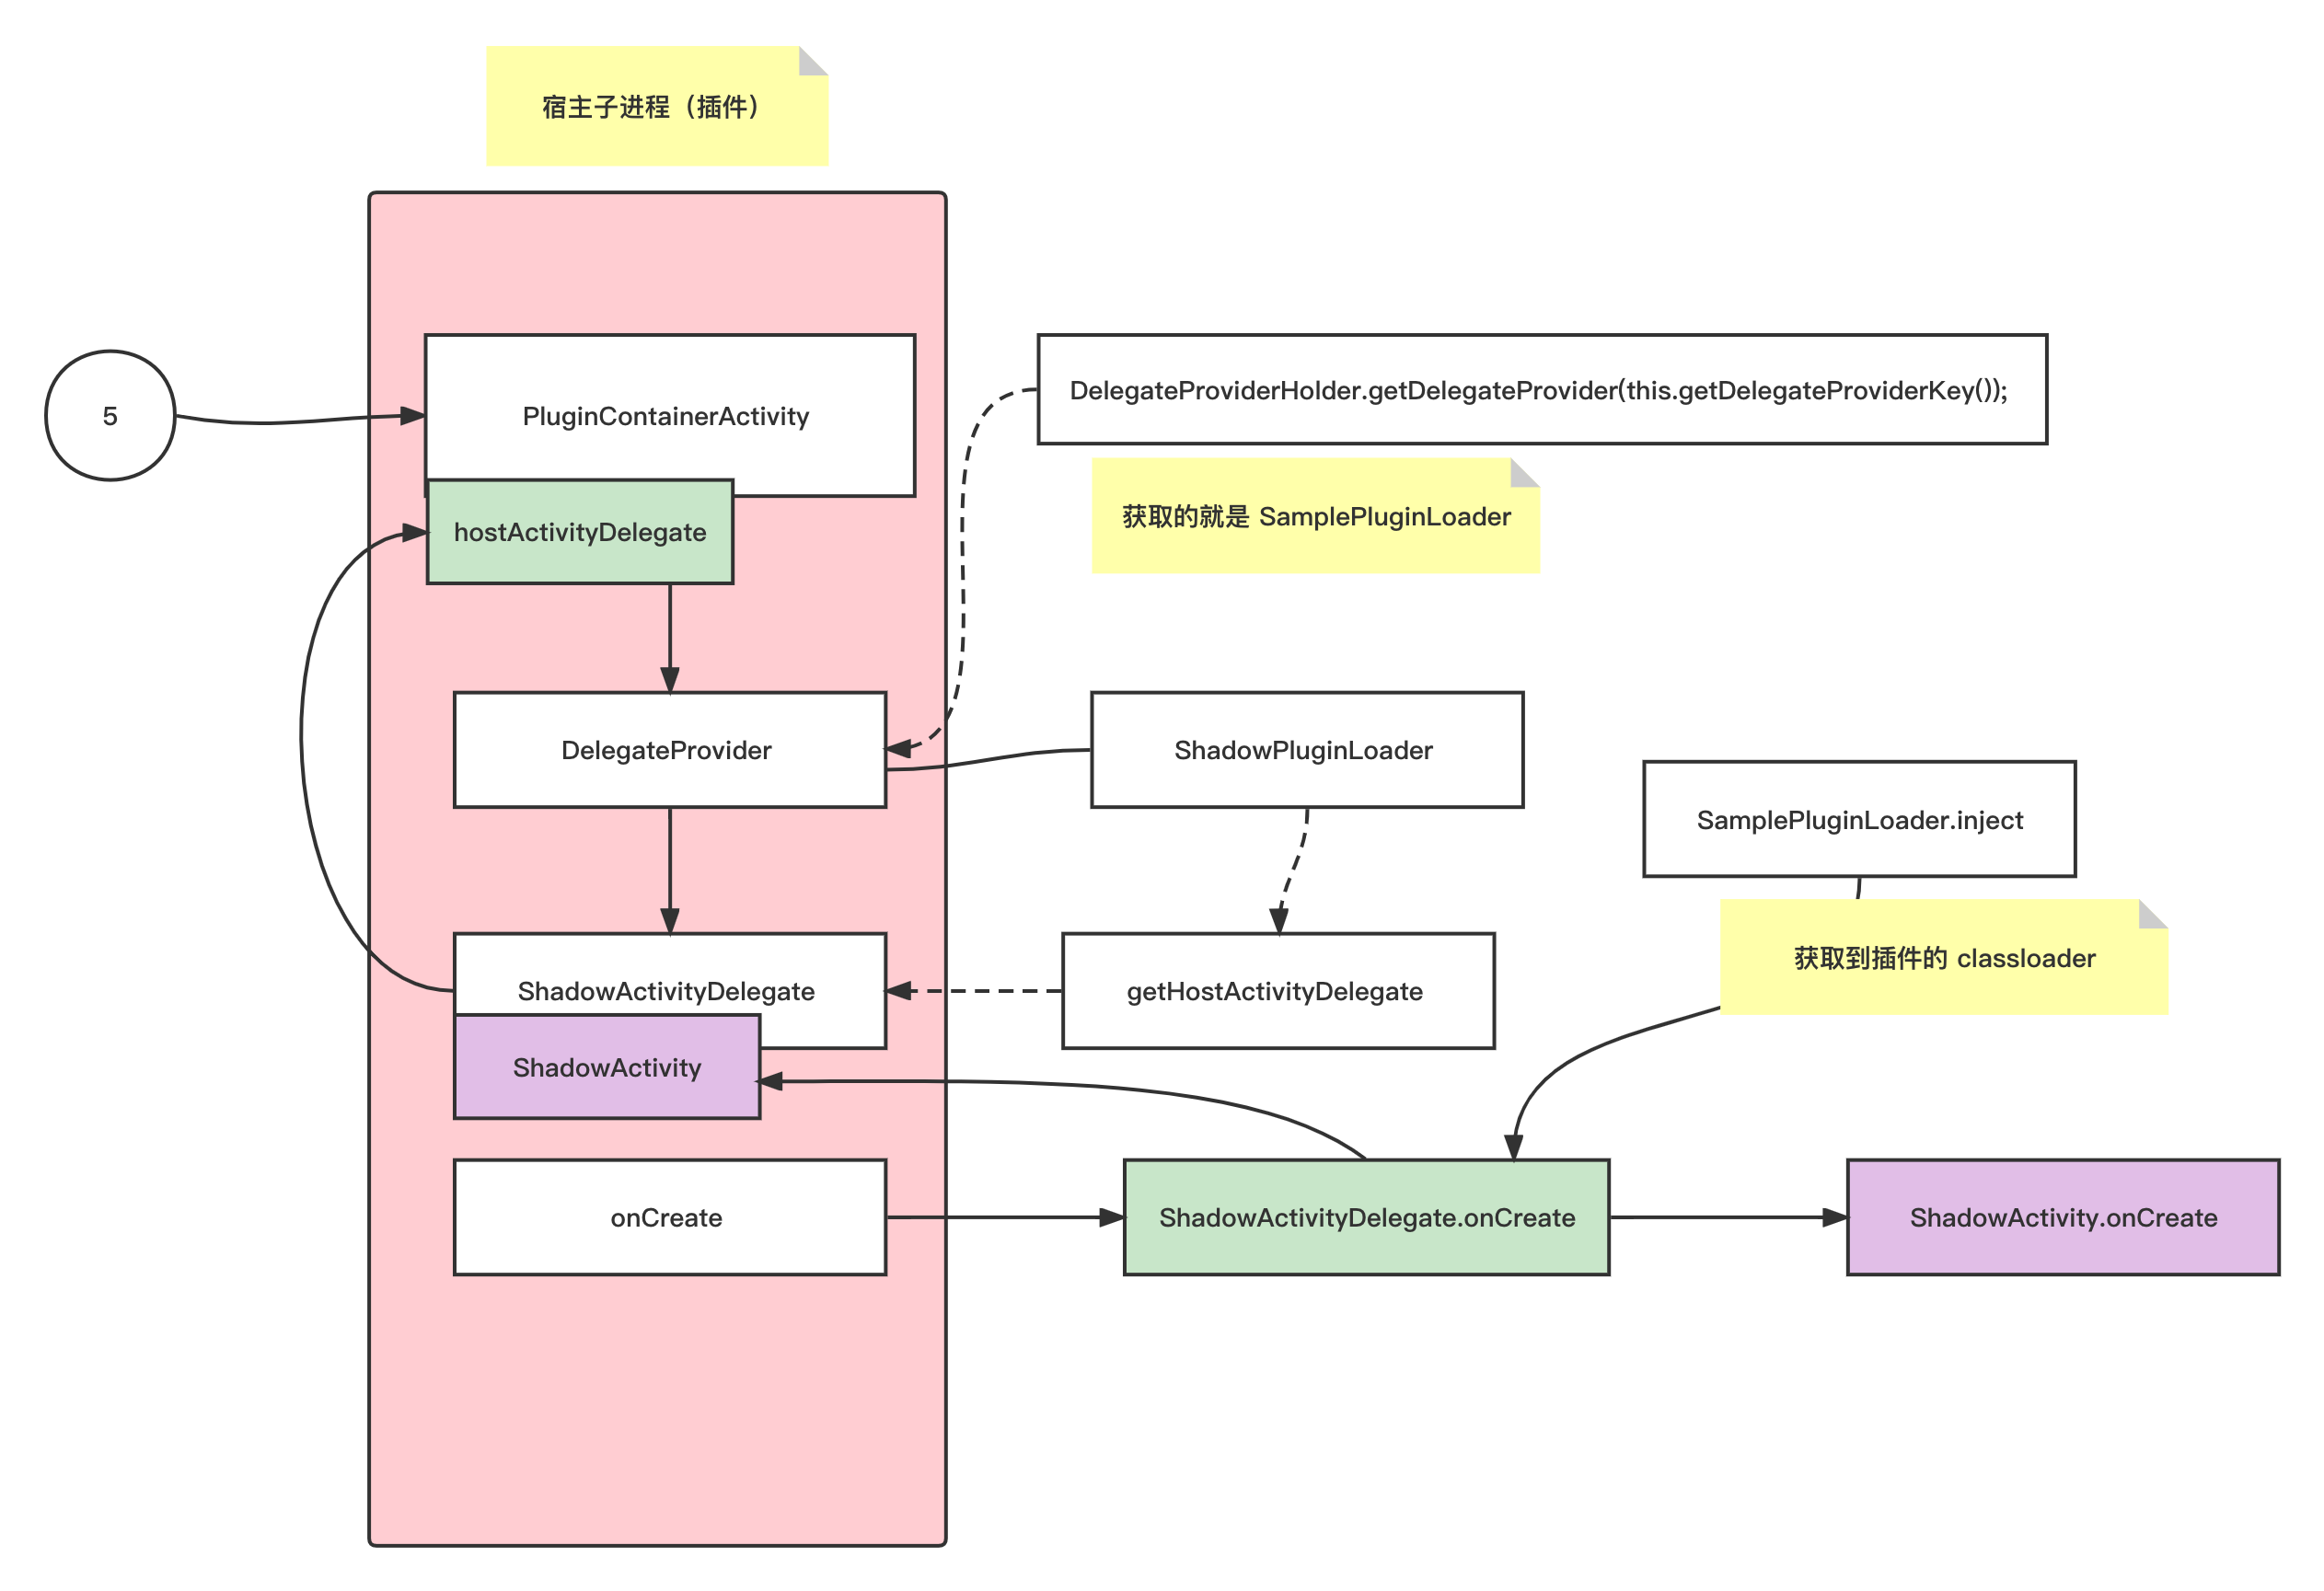 宿主子进程（插件）
5
PluginContainerActivity
DelegateProviderHolder.getDelegateProvider(this.getDelegateProviderKey());
hostActivityDelegate
获取的就是 SamplePluginLoader
DelegateProvider
ShadowPluginLoader
SamplePluginLoader.inject
获取到插件的 classloader
ShadowActivityDelegate
getHostActivityDelegate
ShadowActivity
onCreate
ShadowActivityDelegate.onCreate
ShadowActivity.onCreate